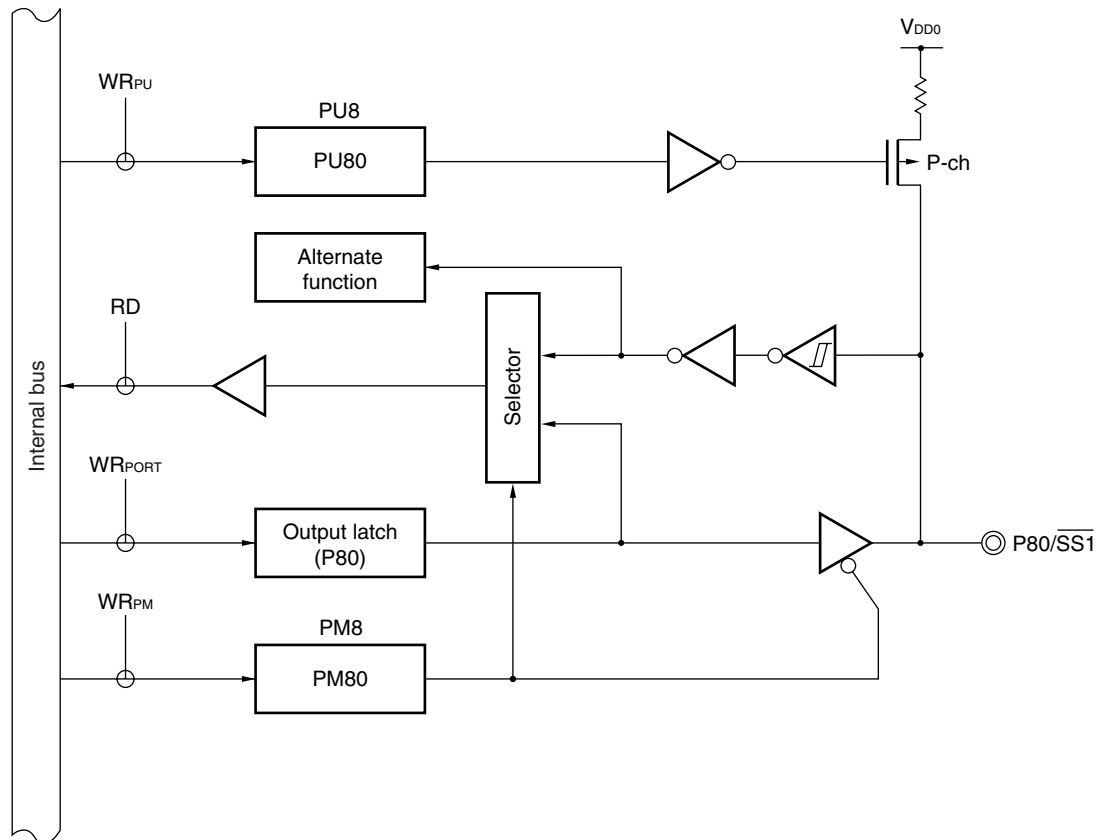 VDD0
WRPU
PU8
PU80
P-ch
Alternate
function
RD
Selector
Internal bus
WRPORT
Output latch
(P80)
P80/SS1
WRPM
PM8
PM80